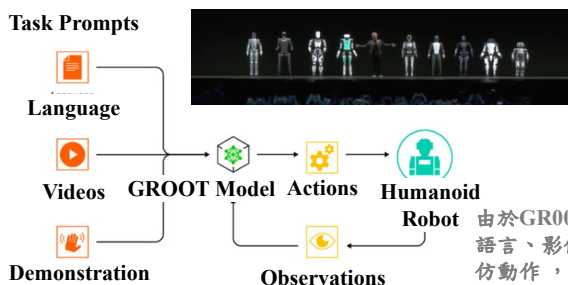 Task Prompts
Language
Videos
GROOT Model
Actions
Humanoid
Robot
Demonstration
Observations
由於GR00
語言、影
仿動作，